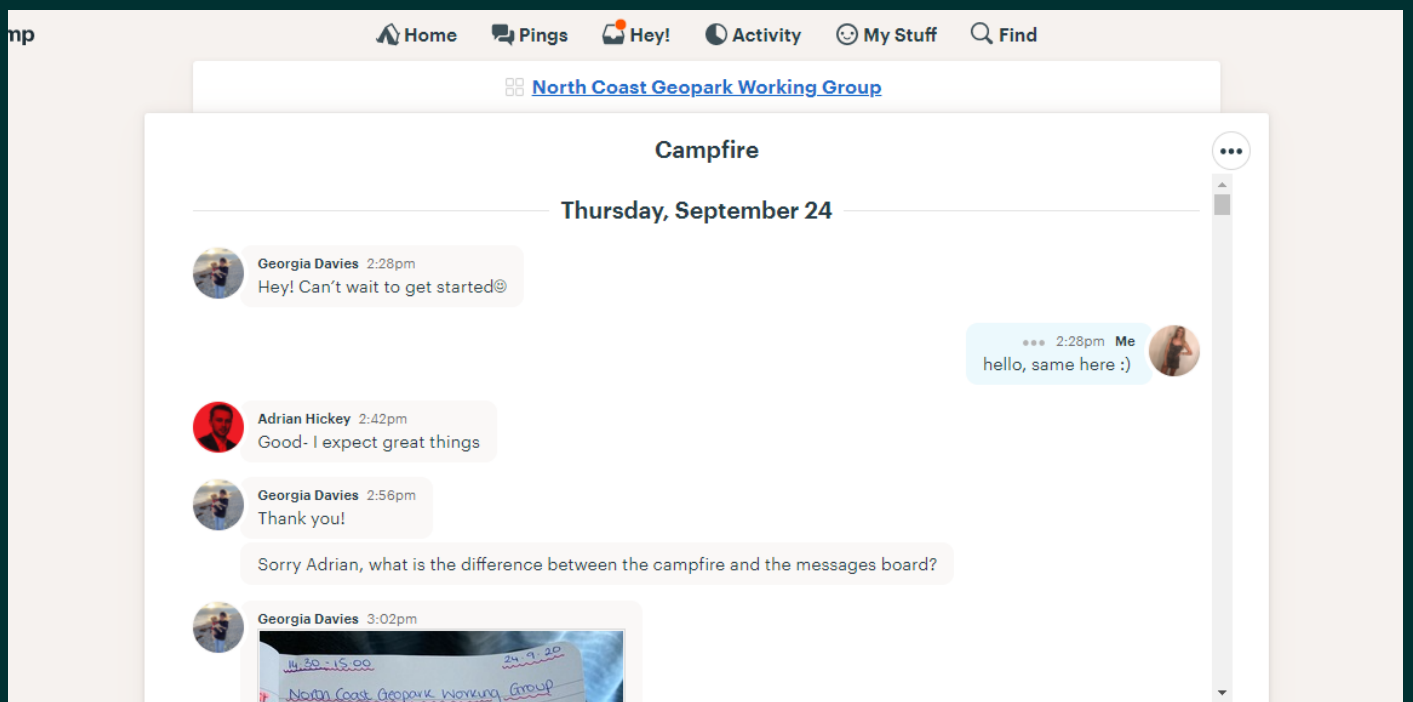 mp
Home Pings Hey! Activity My Stuff Find
North Coast Geopark Working Group
Campfire
Thursday, September 24
Georgia Davies 2:28pm
Hey! Can't wait to get started☺
2:28pm Me
hello, same here :)
Adrian Hickey 2:42pm
Good- I expect great things
Georgia Davies 2:56pm
Thank you!
Sorry Adrian, what is the difference between the campfire and the messages board?
Georgia Davies 3:02pm
14.30 - 15.00 24.9.20
North Coast Geopark Working Group